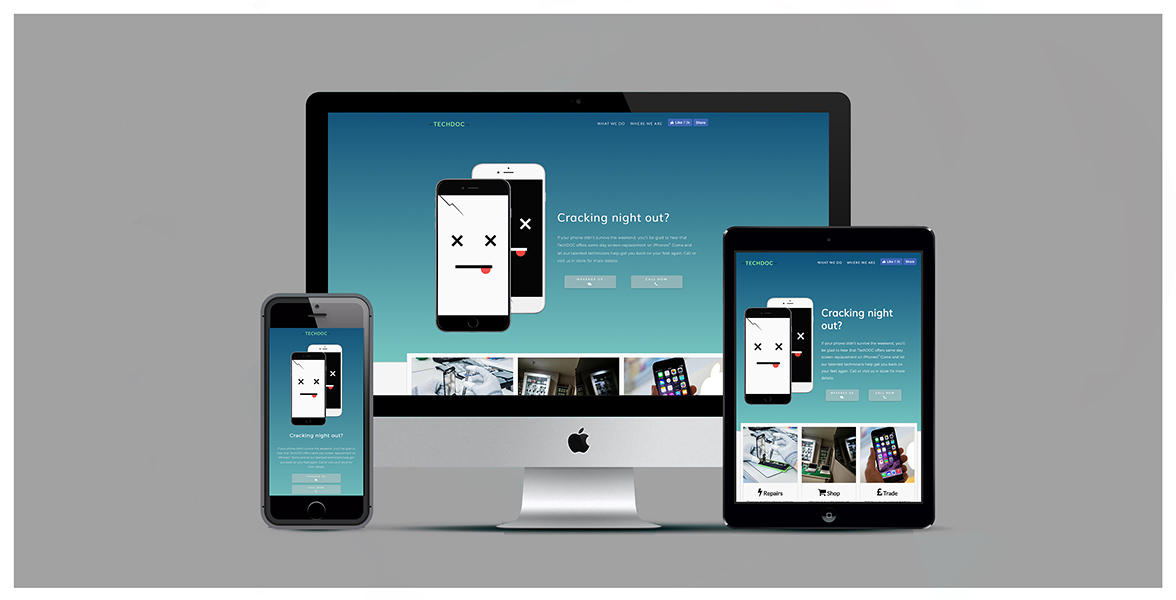 TECHDOC
WHAT WE DO
WHERE WE ARE
Like
Share
Cracking night out?
If your phone didn't survive the weekend, you'll be glad to hear that
TechDOC offers same day screen replacement on iPhones! Come and
let our talented technicians help get you back on your feet again. Call or
visit us in store for more details.
MESSAGE US
CALL NOW
TECHDOC
Cracking night out?
MESSAGE US
CALL NOW
TECHDOC
WHAT WE DO
WHERE WE ARE
Like
Share
Cracking night
out?
If your phone didn't survive the weekend, you'll
be glad to hear that TechDOC offers same day
screen replacement on iPhones! Come and let
our talented technicians help get you back on
your feet again. Call or visit us in store for more
details.
MESSAGE US
CALL NOW
Repairs
Shop
£ Trade